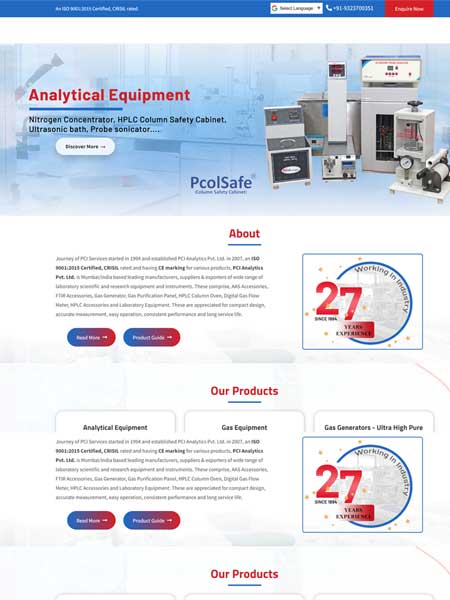 An ISO 9001:2015 Certified, CRISIL rated
Select Language ▼
+91-9323700351
Enquire Now
Analytical Equipment
Nitrogen Concentrator, HPLC Column Safety Cabinet,
Ultrasonic bath, Probe sonicator....
Discover More →
PcolSafe®
(Column Safety Cabinet)
About
Journey of PCI Services started in 1994 and established PCI Analytics Pvt. Ltd. in 2007, an ISO
9001:2015 Certified, CRISIL rated and having CE marking for various products, PCI Analytics
Pvt. Ltd. is Mumbai/India based leading manufacturers, suppliers & exporters of wide range of
laboratory scientific and research equipment and instruments. These comprise, AAS Accessories,
FTIR Accessories, Gas Generator, Gas Purification Panel, HPLC Column Oven, Digital Gas Flow
Meter, HPLC Accessories and Laboratory Equipment. These are appreciated for compact design,
accurate measurement, easy operation, consistent performance and long service life.
Read More →
Product Guide →
Working in Industry
27
SINCE 1994
YEARS
EXPERIENCE
Our Products
Analytical Equipment
Gas Equipment
Gas Generators - Ultra High Pure
Journey of PCI Services started in 1994 and established PCI Analytics Pvt. Ltd. in 2007, an ISO
9001:2015 Certified, CRISIL rated and having CE marking for various products, PCI Analytics
Pvt. Ltd. is Mumbai/India based leading manufacturers, suppliers & exporters of wide range of
laboratory scientific and research equipment and instruments. These comprise, AAS Accessories,
FTIR Accessories, Gas Generator, Gas Purification Panel, HPLC Column Oven, Digital Gas Flow
Meter, HPLC Accessories and Laboratory Equipment. These are appreciated for compact design,
accurate measurement, easy operation, consistent performance and long service life.
Read More →
Product Guide →
Working in Industry
27
SINCE 1994
YEARS
EXPERIENCE
Our Products